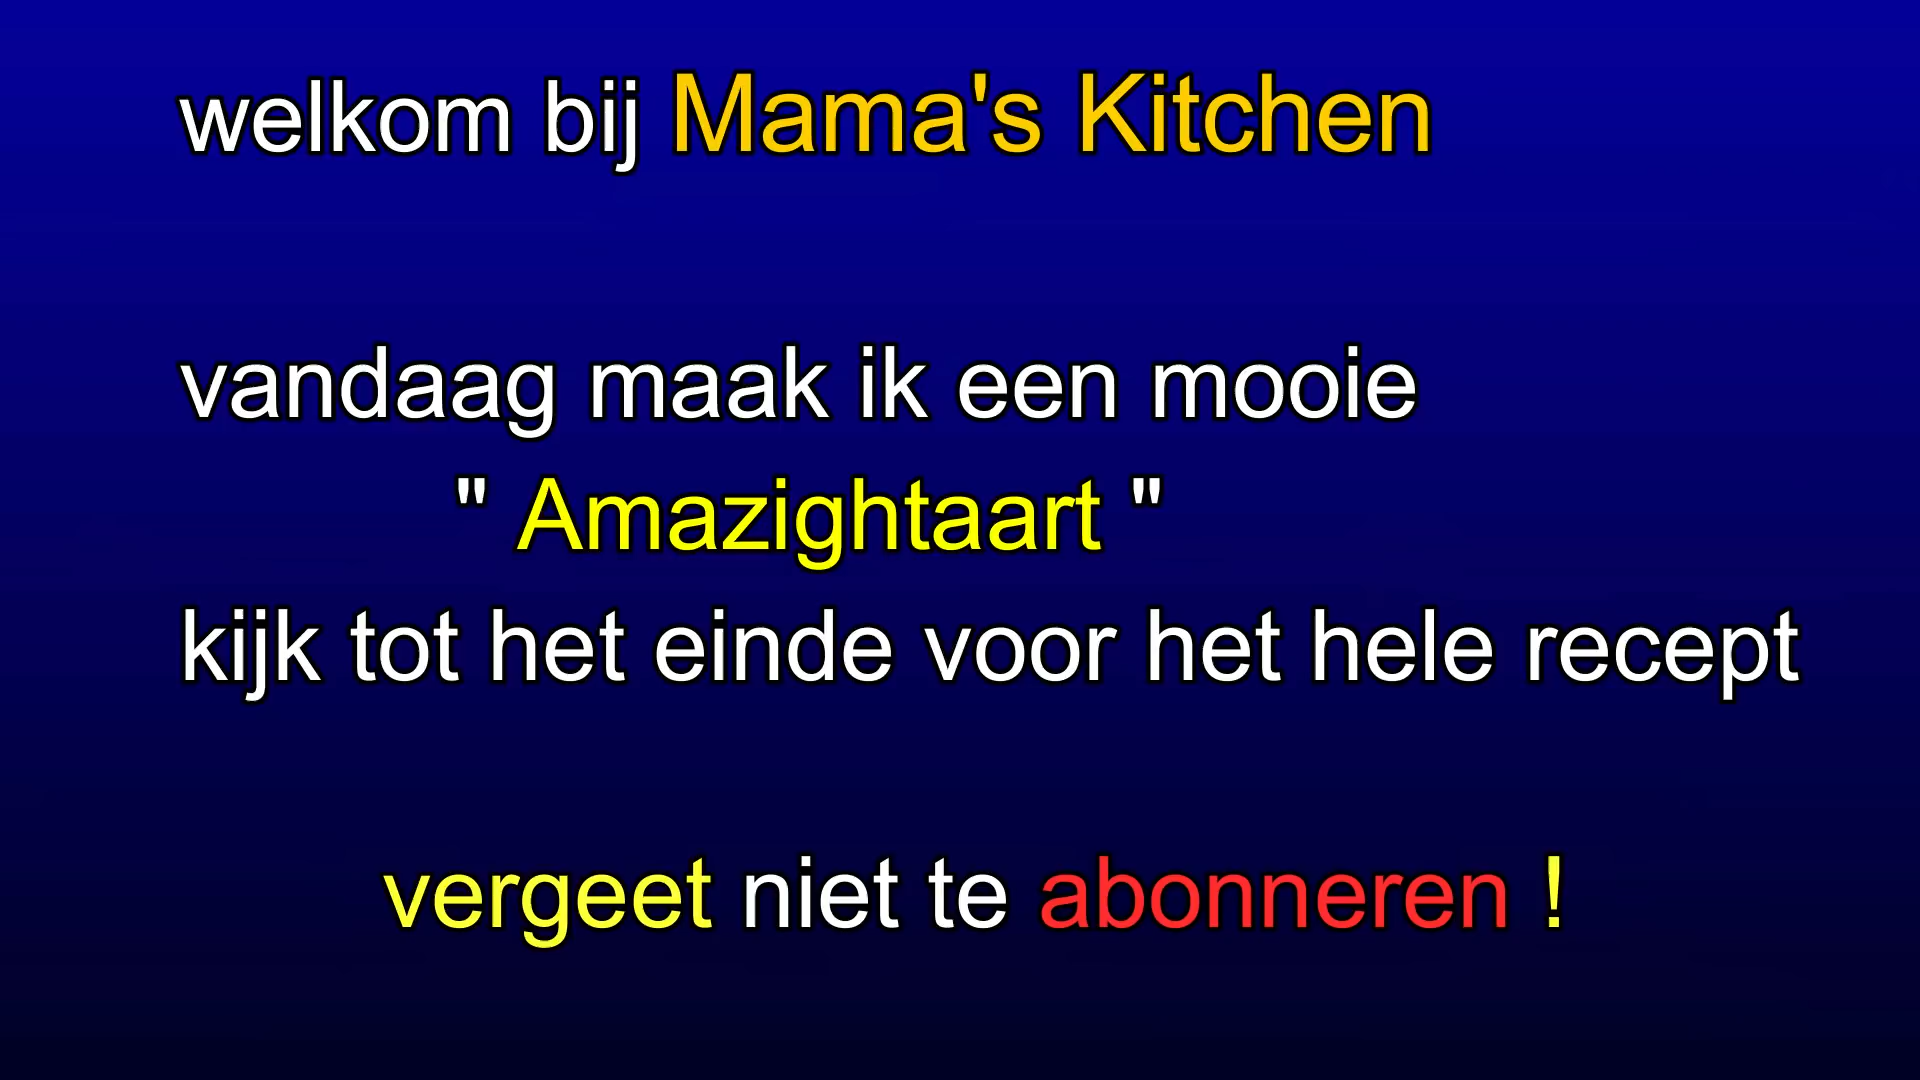 welkom bij Mama's Kitchen
vandaag maak ik een mooie
" Amazightaart "
kijk tot het einde voor het hele recept
vergeet niet te abonneren !